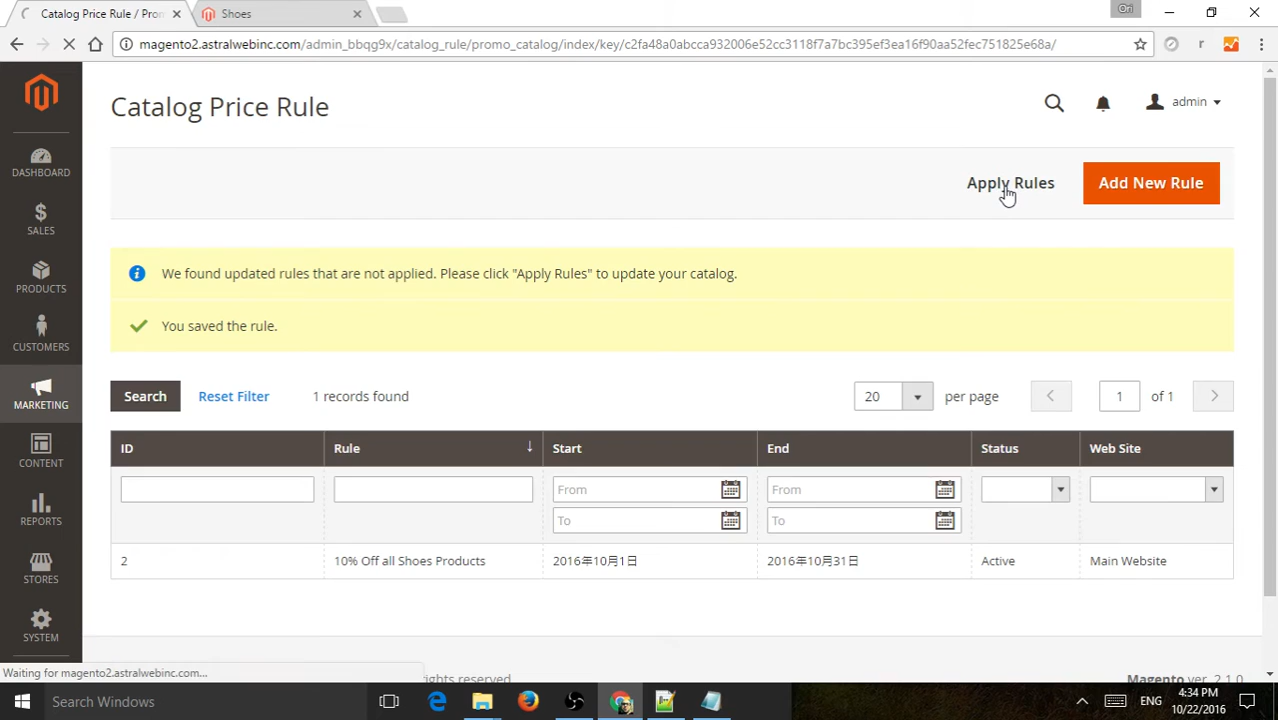 Catalog Price Rule / Pro
Shoes
Ori
magento2.astralwebinc.com/admin_bbqg9x/catalog_rule/promo_catalog/index/key/c2fa48a0abcca932006e52cc3118f7a7bc395ef3ea16f90aa52fec751825e68a/
Catalog Price Rule
admin
Apply Rules
Add New Rule
We found updated rules that are not applied. Please click "Apply Rules" to update your catalog.
You saved the rule.
Search
Reset Filter
1 records found
20
per page
1
of 1
ID
Rule
Start
End
Status
Web Site
From
From
To
To
2
10% Off all Shoes Products
2016年10月1日
2016年10月31日
Active
Main Website
DASHBOARD
SALES
PRODUCTS
CUSTOMERS
MARKETING
CONTENT
REPORTS
STORES
SYSTEM
Waiting for magento2.astralwebinc.com...
ghts reserved.
Magento ver. 2.1.0
Search Windows
ENG
4:34 PM
10/22/2016